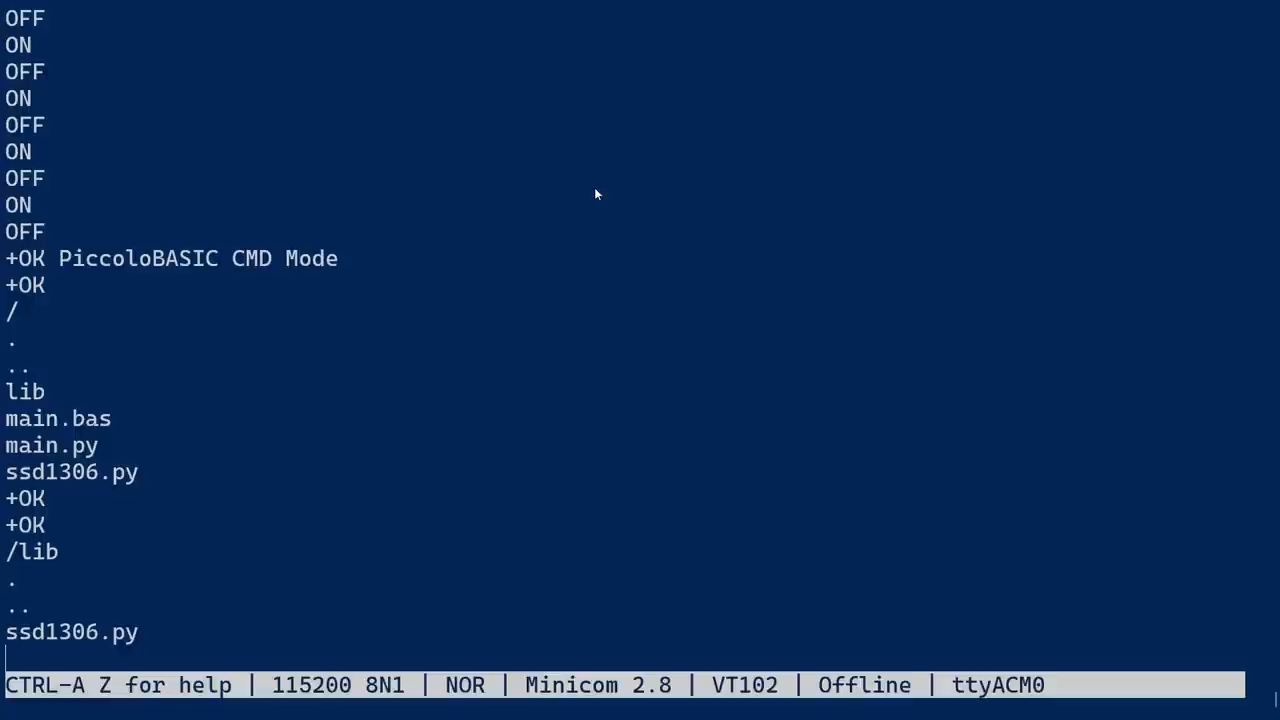 OFF
ON
OFF
ON
OFF
ON
OFF
ON
OFF
+OK PiccoloBASIC CMD Mode
+OK
/
.
..
lib
main.bas
main.py
ssd1306.py
+OK
+OK
/lib
.
..
ssd1306.py
CTRL-A Z for help | 115200 8N1 | NOR | Minicom 2.8 | VT102 | Offline | ttyACM0